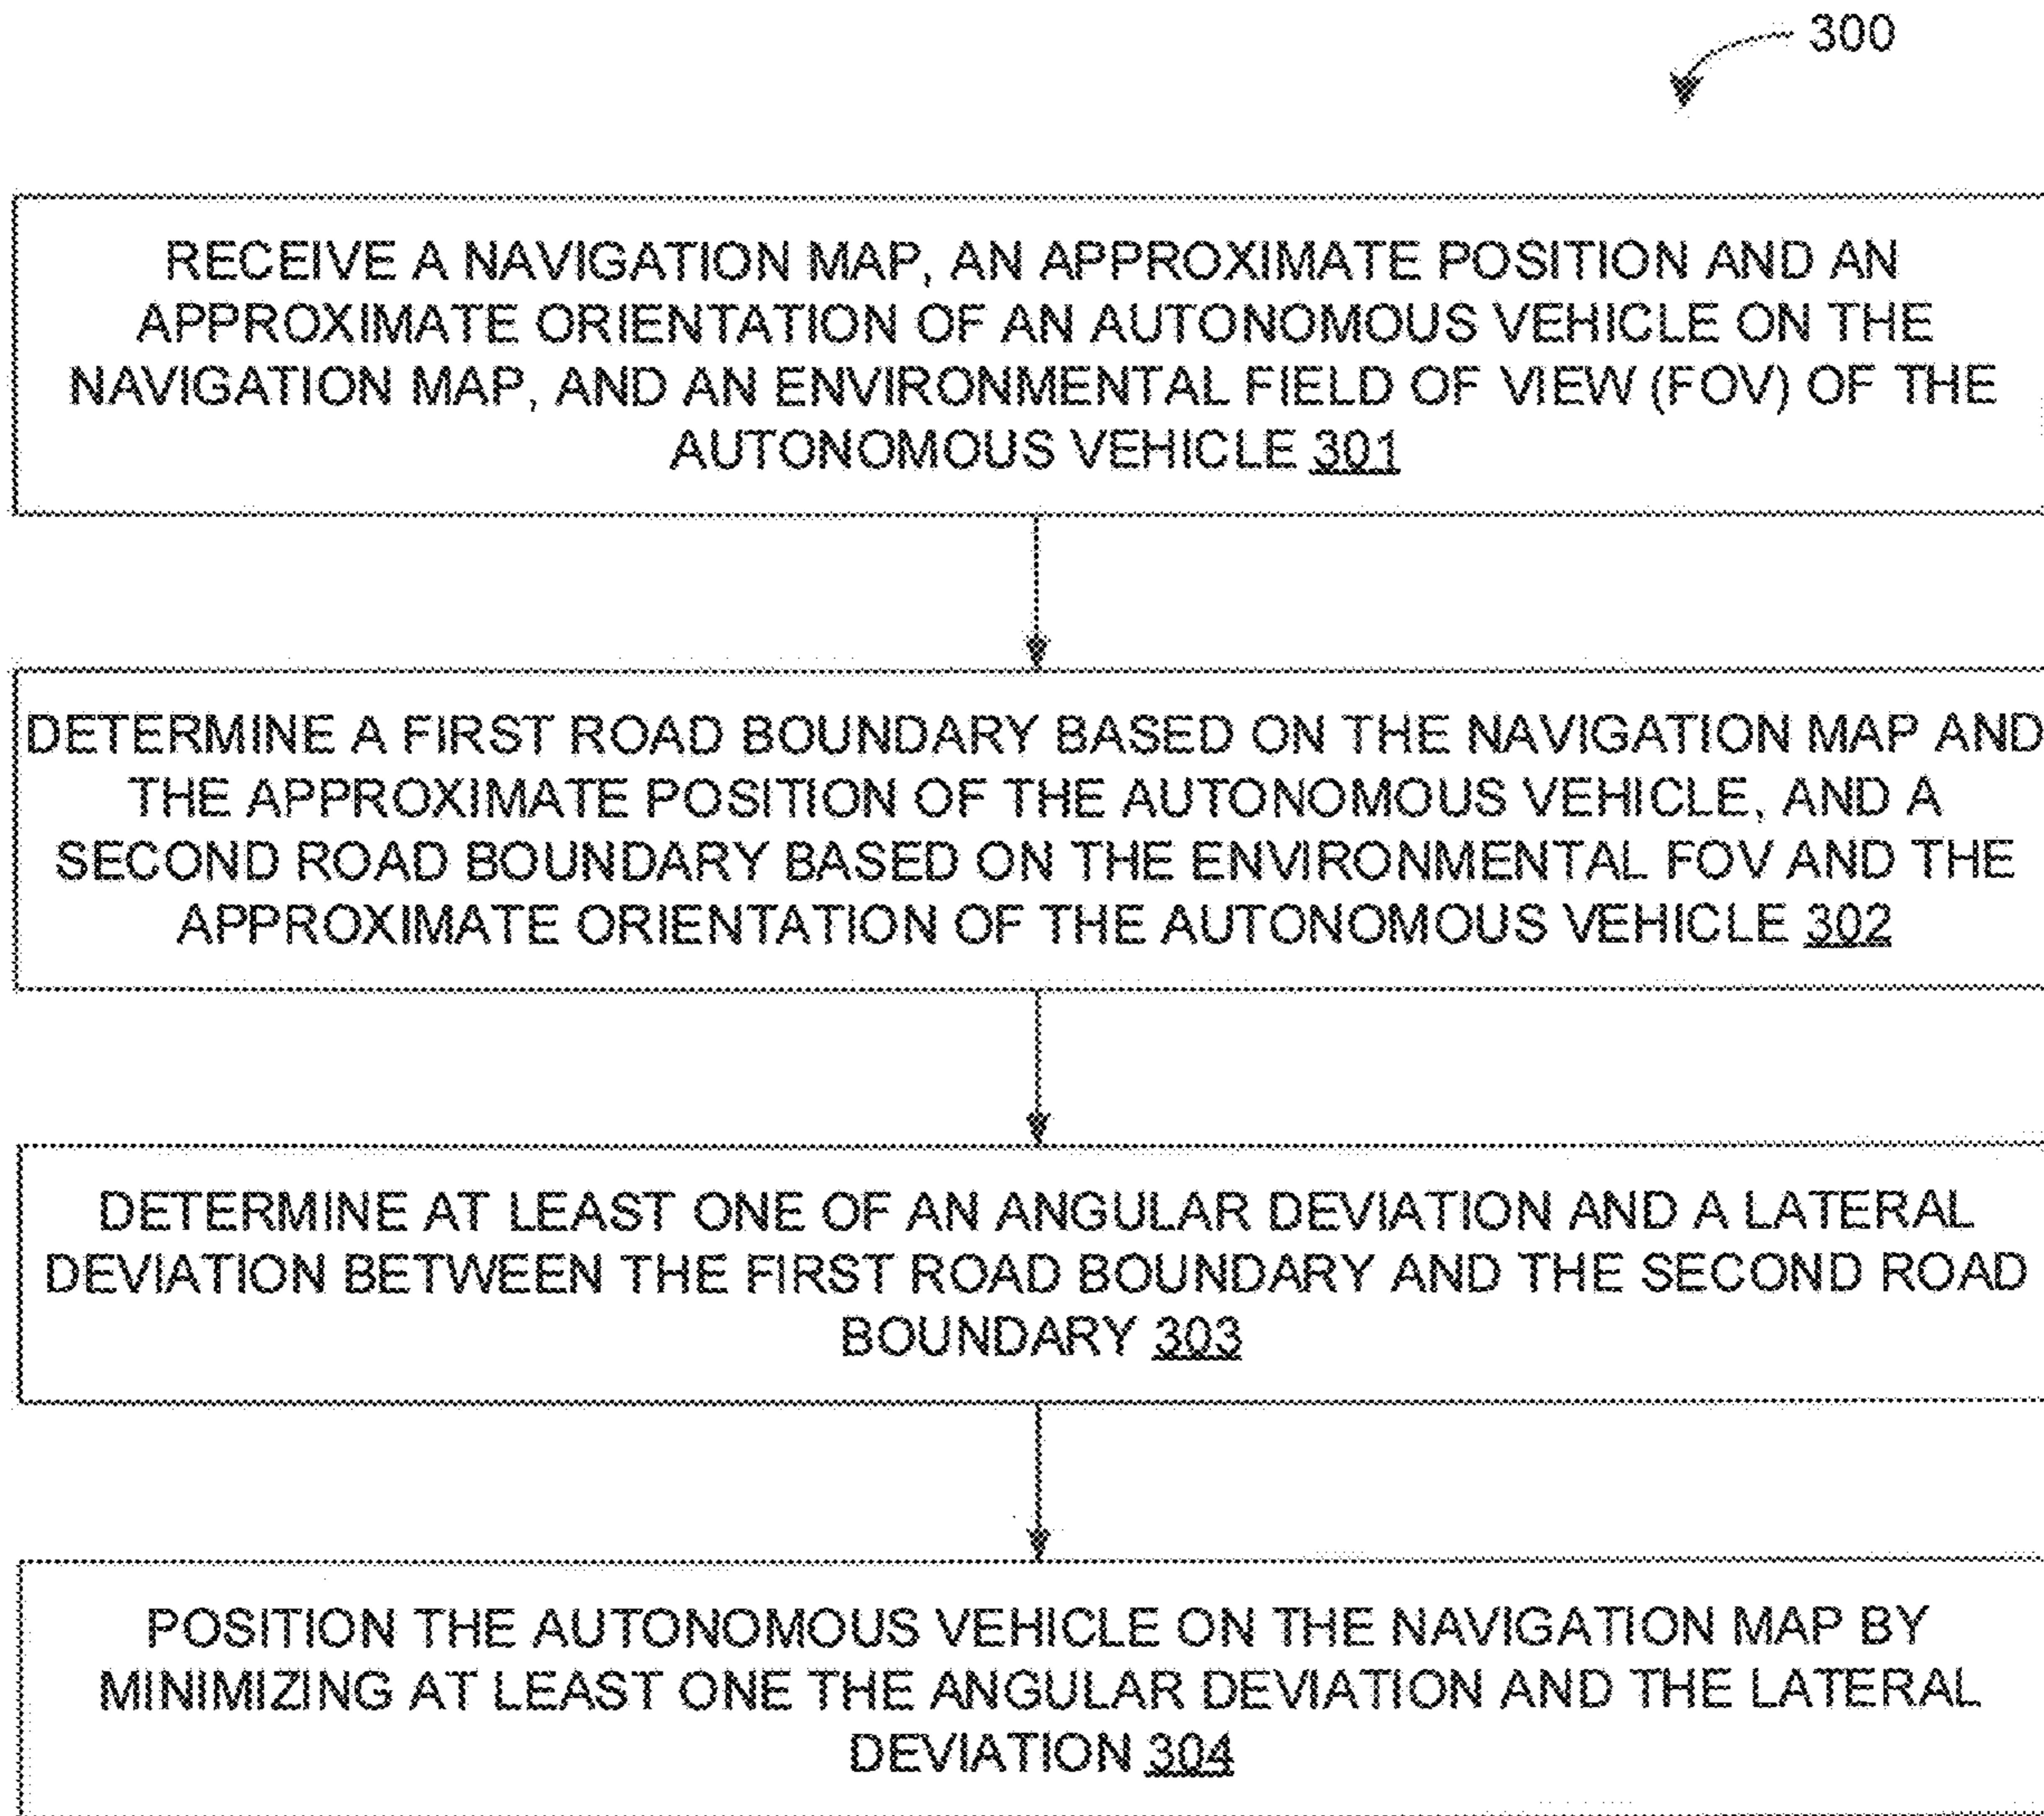 300
RECEIVE A NAVIGATION MAP, AN APPROXIMATE POSITION AND AN
APPROXIMATE ORIENTATION OF AN AUTONOMOUS VEHICLE ON THE
NAVIGATION MAP, AND AN ENVIRONMENTAL FIELD OF VIEW (FOV) OF THE
AUTONOMOUS VEHICLE 301
DETERMINE A FIRST ROAD BOUNDARY BASED ON THE NAVIGATION MAP AND
THE APPROXIMATE POSITION OF THE AUTONOMOUS VEHICLE, AND A
SECOND ROAD BOUNDARY BASED ON THE ENVIRONMENTAL FOV AND THE
APPROXIMATE ORIENTATION OF THE AUTONOMOUS VEHICLE 302
DETERMINE AT LEAST ONE OF AN ANGULAR DEVIATION AND A LATERAL
DEVIATION BETWEEN THE FIRST ROAD BOUNDARY AND THE SECOND ROAD
BOUNDARY 303
POSITION THE AUTONOMOUS VEHICLE ON THE NAVIGATION MAP BY
MINIMIZING AT LEAST ONE THE ANGULAR DEVIATION AND THE LATERAL
DEVIATION 304